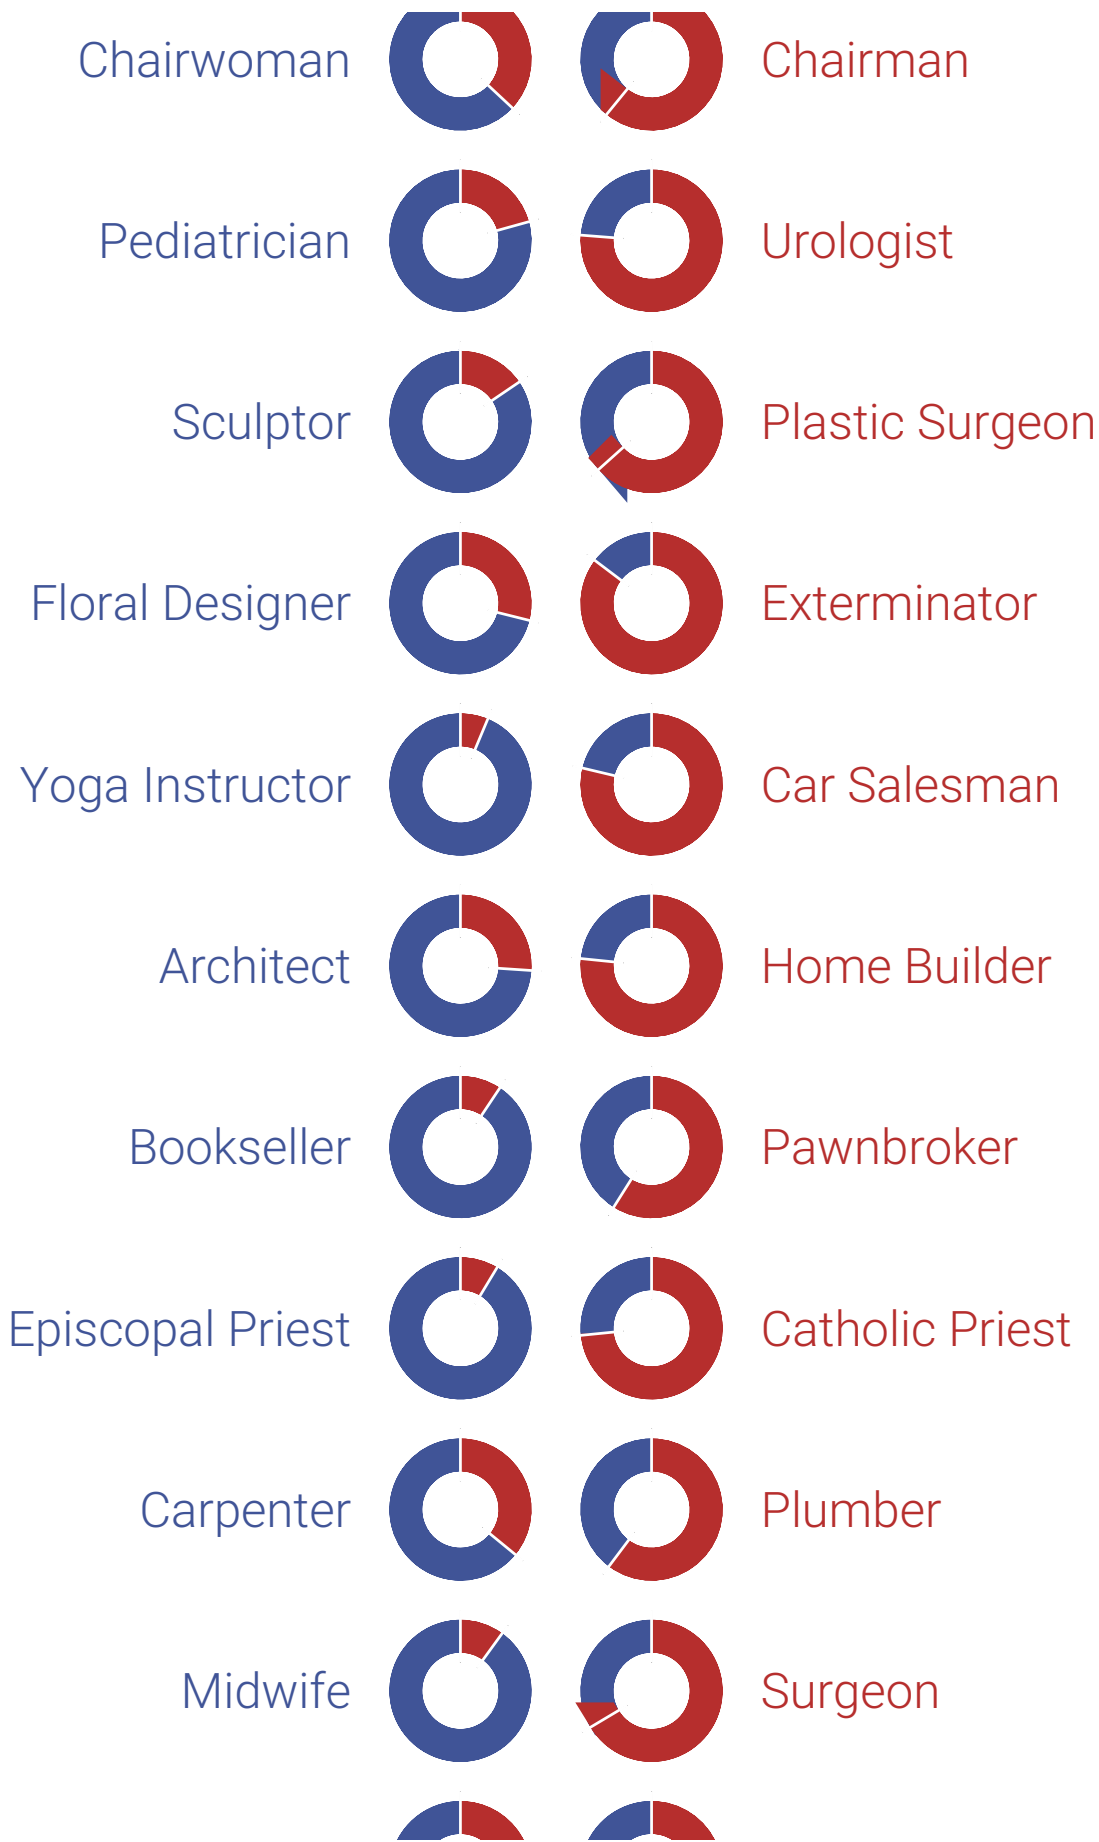 Chairwoman Chairman
Pediatrician Urologist
Sculptor Plastic Surgeon
Floral Designer Exterminator
Yoga Instructor Car Salesman
Architect Home Builder
Bookseller Pawnbroker
Episcopal Priest Catholic Priest
Carpenter Plumber
Midwife Surgeon